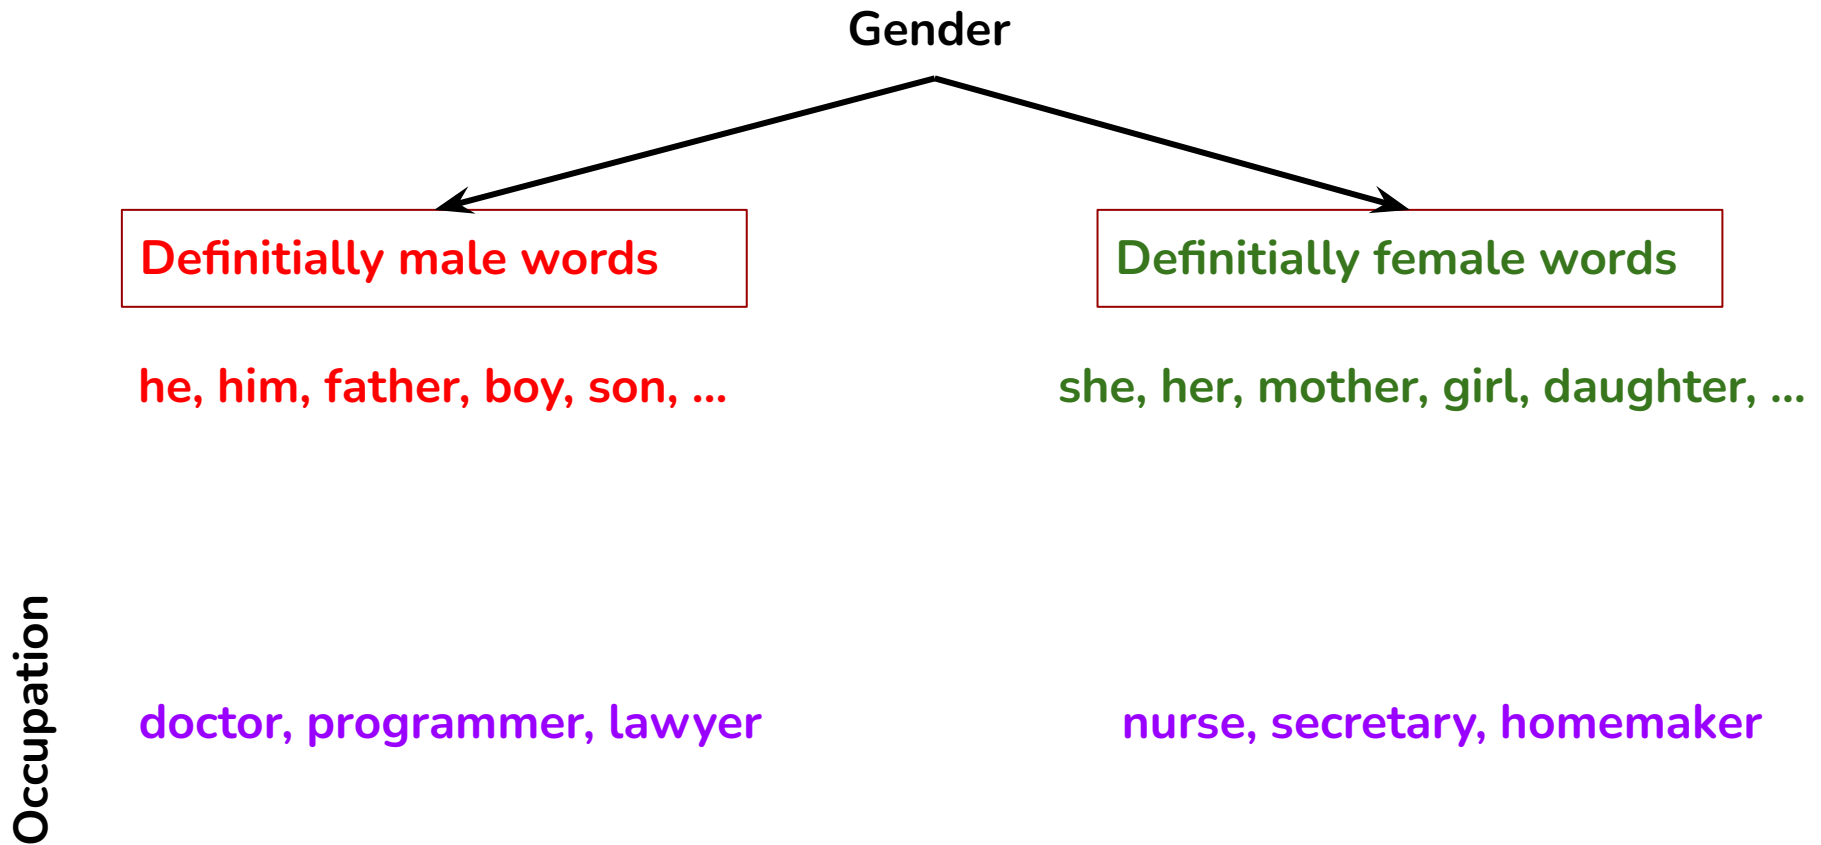 Gender
Definitially male words
Definitially female words
he, him, father, boy, son, ...
she, her, mother, girl, daughter, ...
Occupation
doctor, programmer, lawyer
nurse, secretary, homemaker